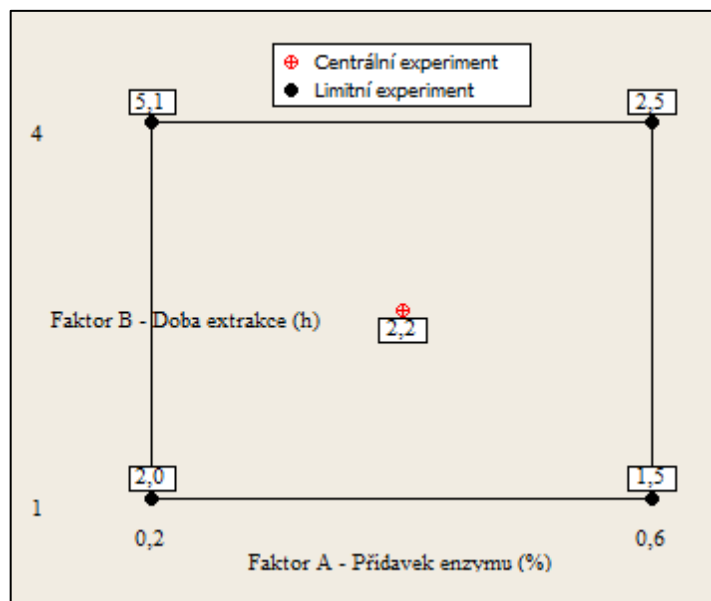 Centrální experiment
Limitní experiment
5,1
2,5
4
Faktor B - Doba extrakce (h)
2,2
2,0
1,5
1
0,2
0,6
Faktor A - Přídavek enzymu (%)